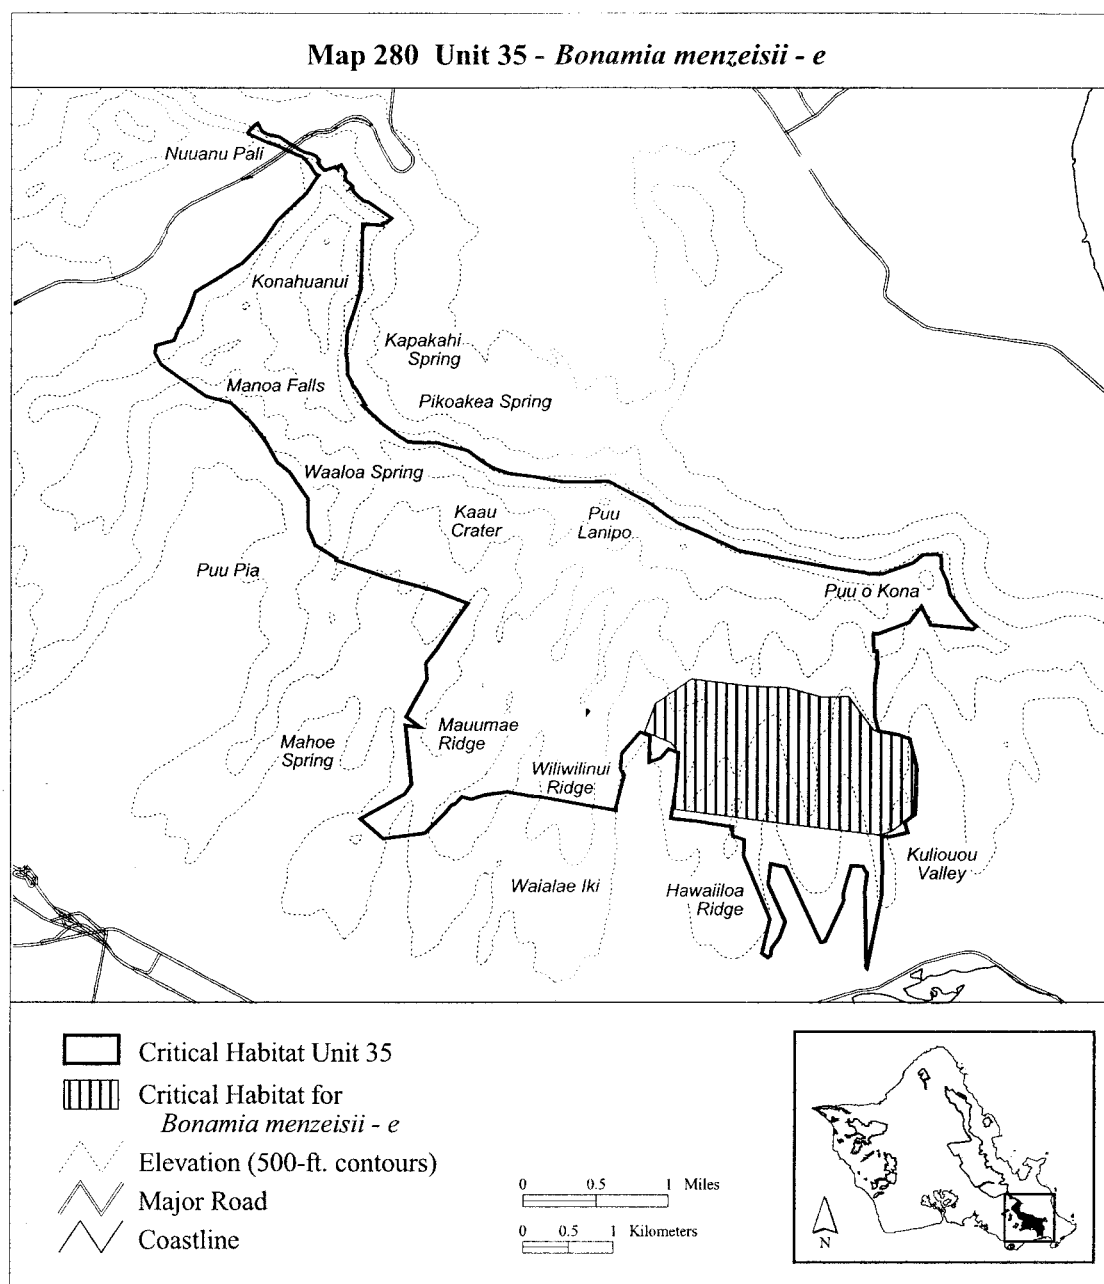 Map 280 Unit 35 - Bonamia menzeisii - e
Nuuanu Pali
Konahuanui
Kapakahi
Spring
Manoa Falls
Pikoakea Spring
Waaloa Spring
Kaau
Crater
Puu
Lanipo
Puu Pia
Puu o Kona
Mahoe
Spring
Mauumae
Ridge
Wiliwilinui
Ridge
Waialae Iki
Hawaiiloa
Ridge
Kuliouou
Valley
Critical Habitat Unit 35
Critical Habitat for
Bonamia menzeisii - e
Elevation (500-ft. contours)
Major Road
Coastline
0 0.5 1 Miles
0 0.5 1 Kilometers
N